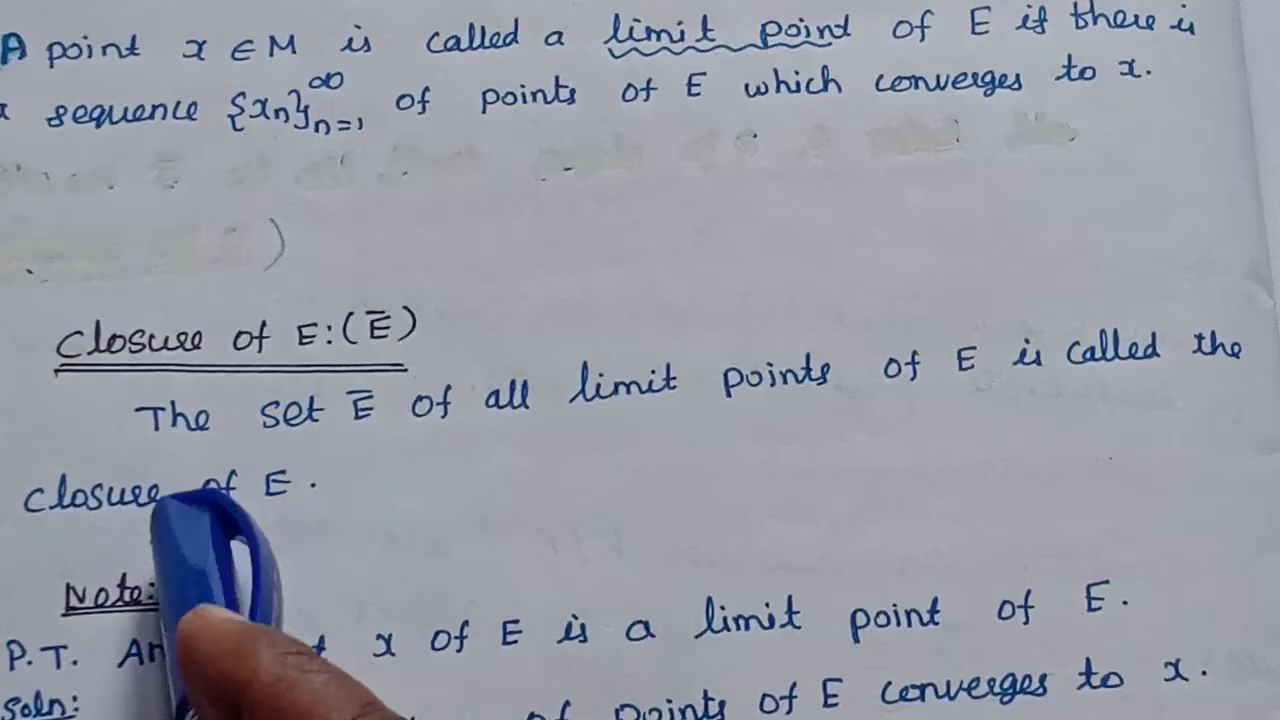 A point x ∈ M is called a limit point of E if there is
sequence {xn}∞n=1 of points of E which converges to x.
)
Closure of E: (Ē)
The set Ē of all limit points of E is called the
closure of E.
Note:
P.T. x of E is a limit point of E.
Soln:
of points of E converges to x.